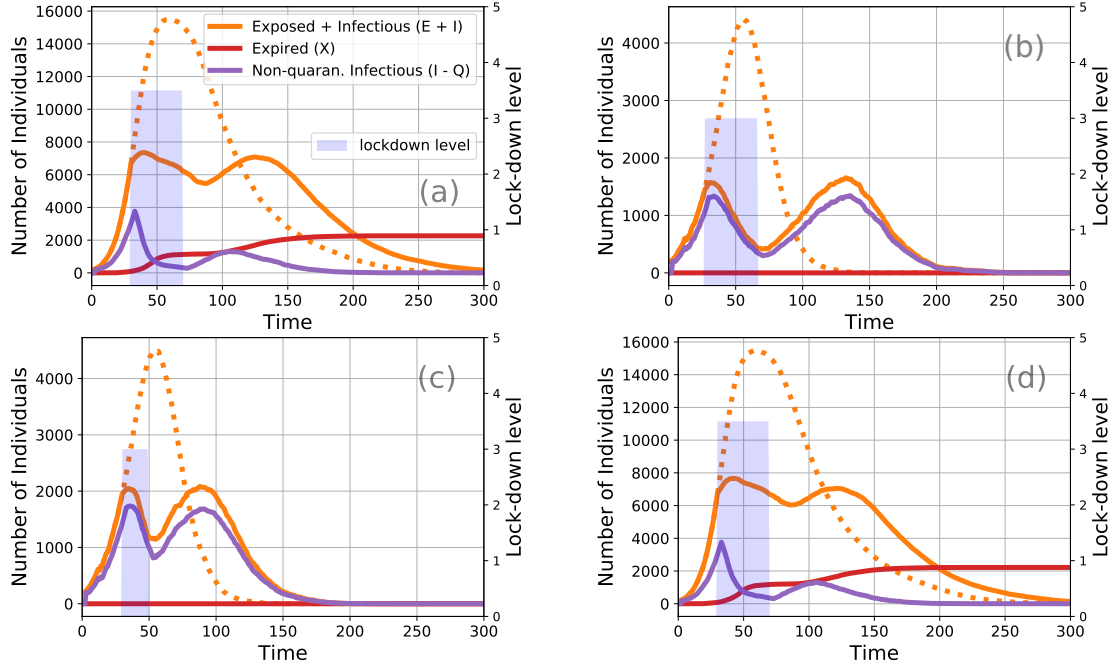 16000
14000
12000
10000
8000
6000
4000
2000
0
Number of Individuals
0 50 100 150 200 250 300
Time
5
4
3
2
1
0
Lock-down level
Exposed + Infectious (E + I)
Expired (X)
Non-quaran. Infectious (I - Q)
lockdown level
(a)
4000
3000
2000
1000
0
Number of Individuals
0 50 100 150 200 250 300
Time
5
4
3
2
1
0
Lock-down level
(b)
4000
3000
2000
1000
0
Number of Individuals
0 50 100 150 200 250 300
Time
5
4
3
2
1
0
Lock-down level
(c)
16000
14000
12000
10000
8000
6000
4000
2000
0
Number of Individuals
0 50 100 150 200 250 300
Time
5
4
3
2
1
0
Lock-down level
(d)